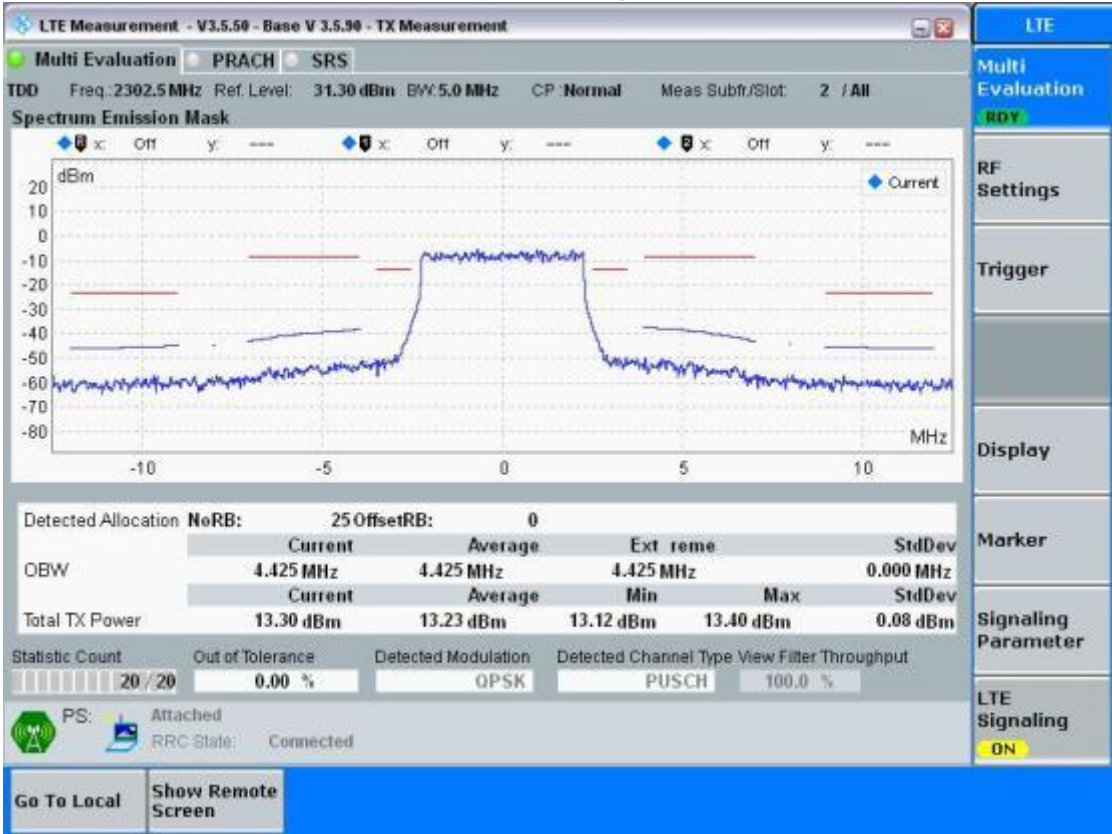 LTE Measurement - V3.5.50 - Base V 3.5.90 - TX Measurement
LTE
Multi Evaluation PRACH SRS
TDD Freq.:2302.5 MHz Ref. Level: 31.30 dBm BW:5.0 MHz CP :Normal Meas Subfr./Slot: 2 / All
Spectrum Emission Mask
x: Off y: --- x: Off y: --- x: Off y: ---
dBm
Current
20
10
0
-10
-20
-30
-40
-50
-60
-70
-80
MHz
-10 -5 0 5 10
Detected Allocation NoRB: 25 OffsetRB: 0
Current Average Ext reme StdDev
OBW 4.425 MHz 4.425 MHz 4.425 MHz 0.000 MHz
Current Average Min Max StdDev
Total TX Power 13.30 dBm 13.23 dBm 13.12 dBm 13.40 dBm 0.08 dBm
Statistic Count Out of Tolerance Detected Modulation Detected Channel Type View Filter Throughput
20 / 20 0.00 % QPSK PUSCH 100.0 %
PS: Attached
RRC State: Connected
Go To Local
Show Remote
Screen
Multi
Evaluation
RDY
RF
Settings
Trigger
Display
Marker
Signaling
Parameter
LTE
Signaling
ON